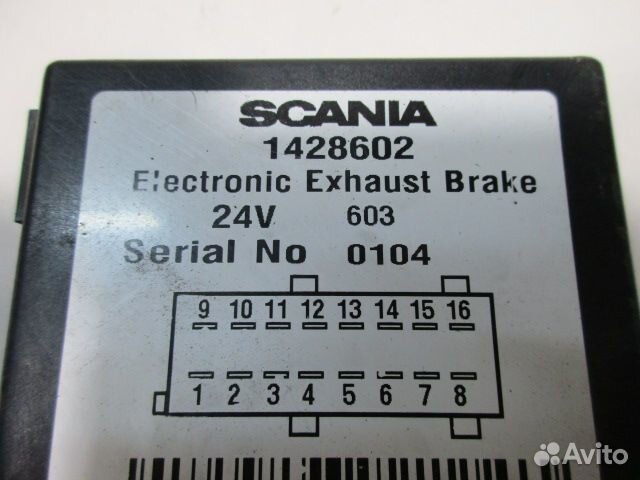 SCANIA
1428602
Electronic Exhaust Brake
24V 603
Serial No 0104
9 10 11 12 13 14 15 16
1 2 3 4 5 6 7 8
Avito